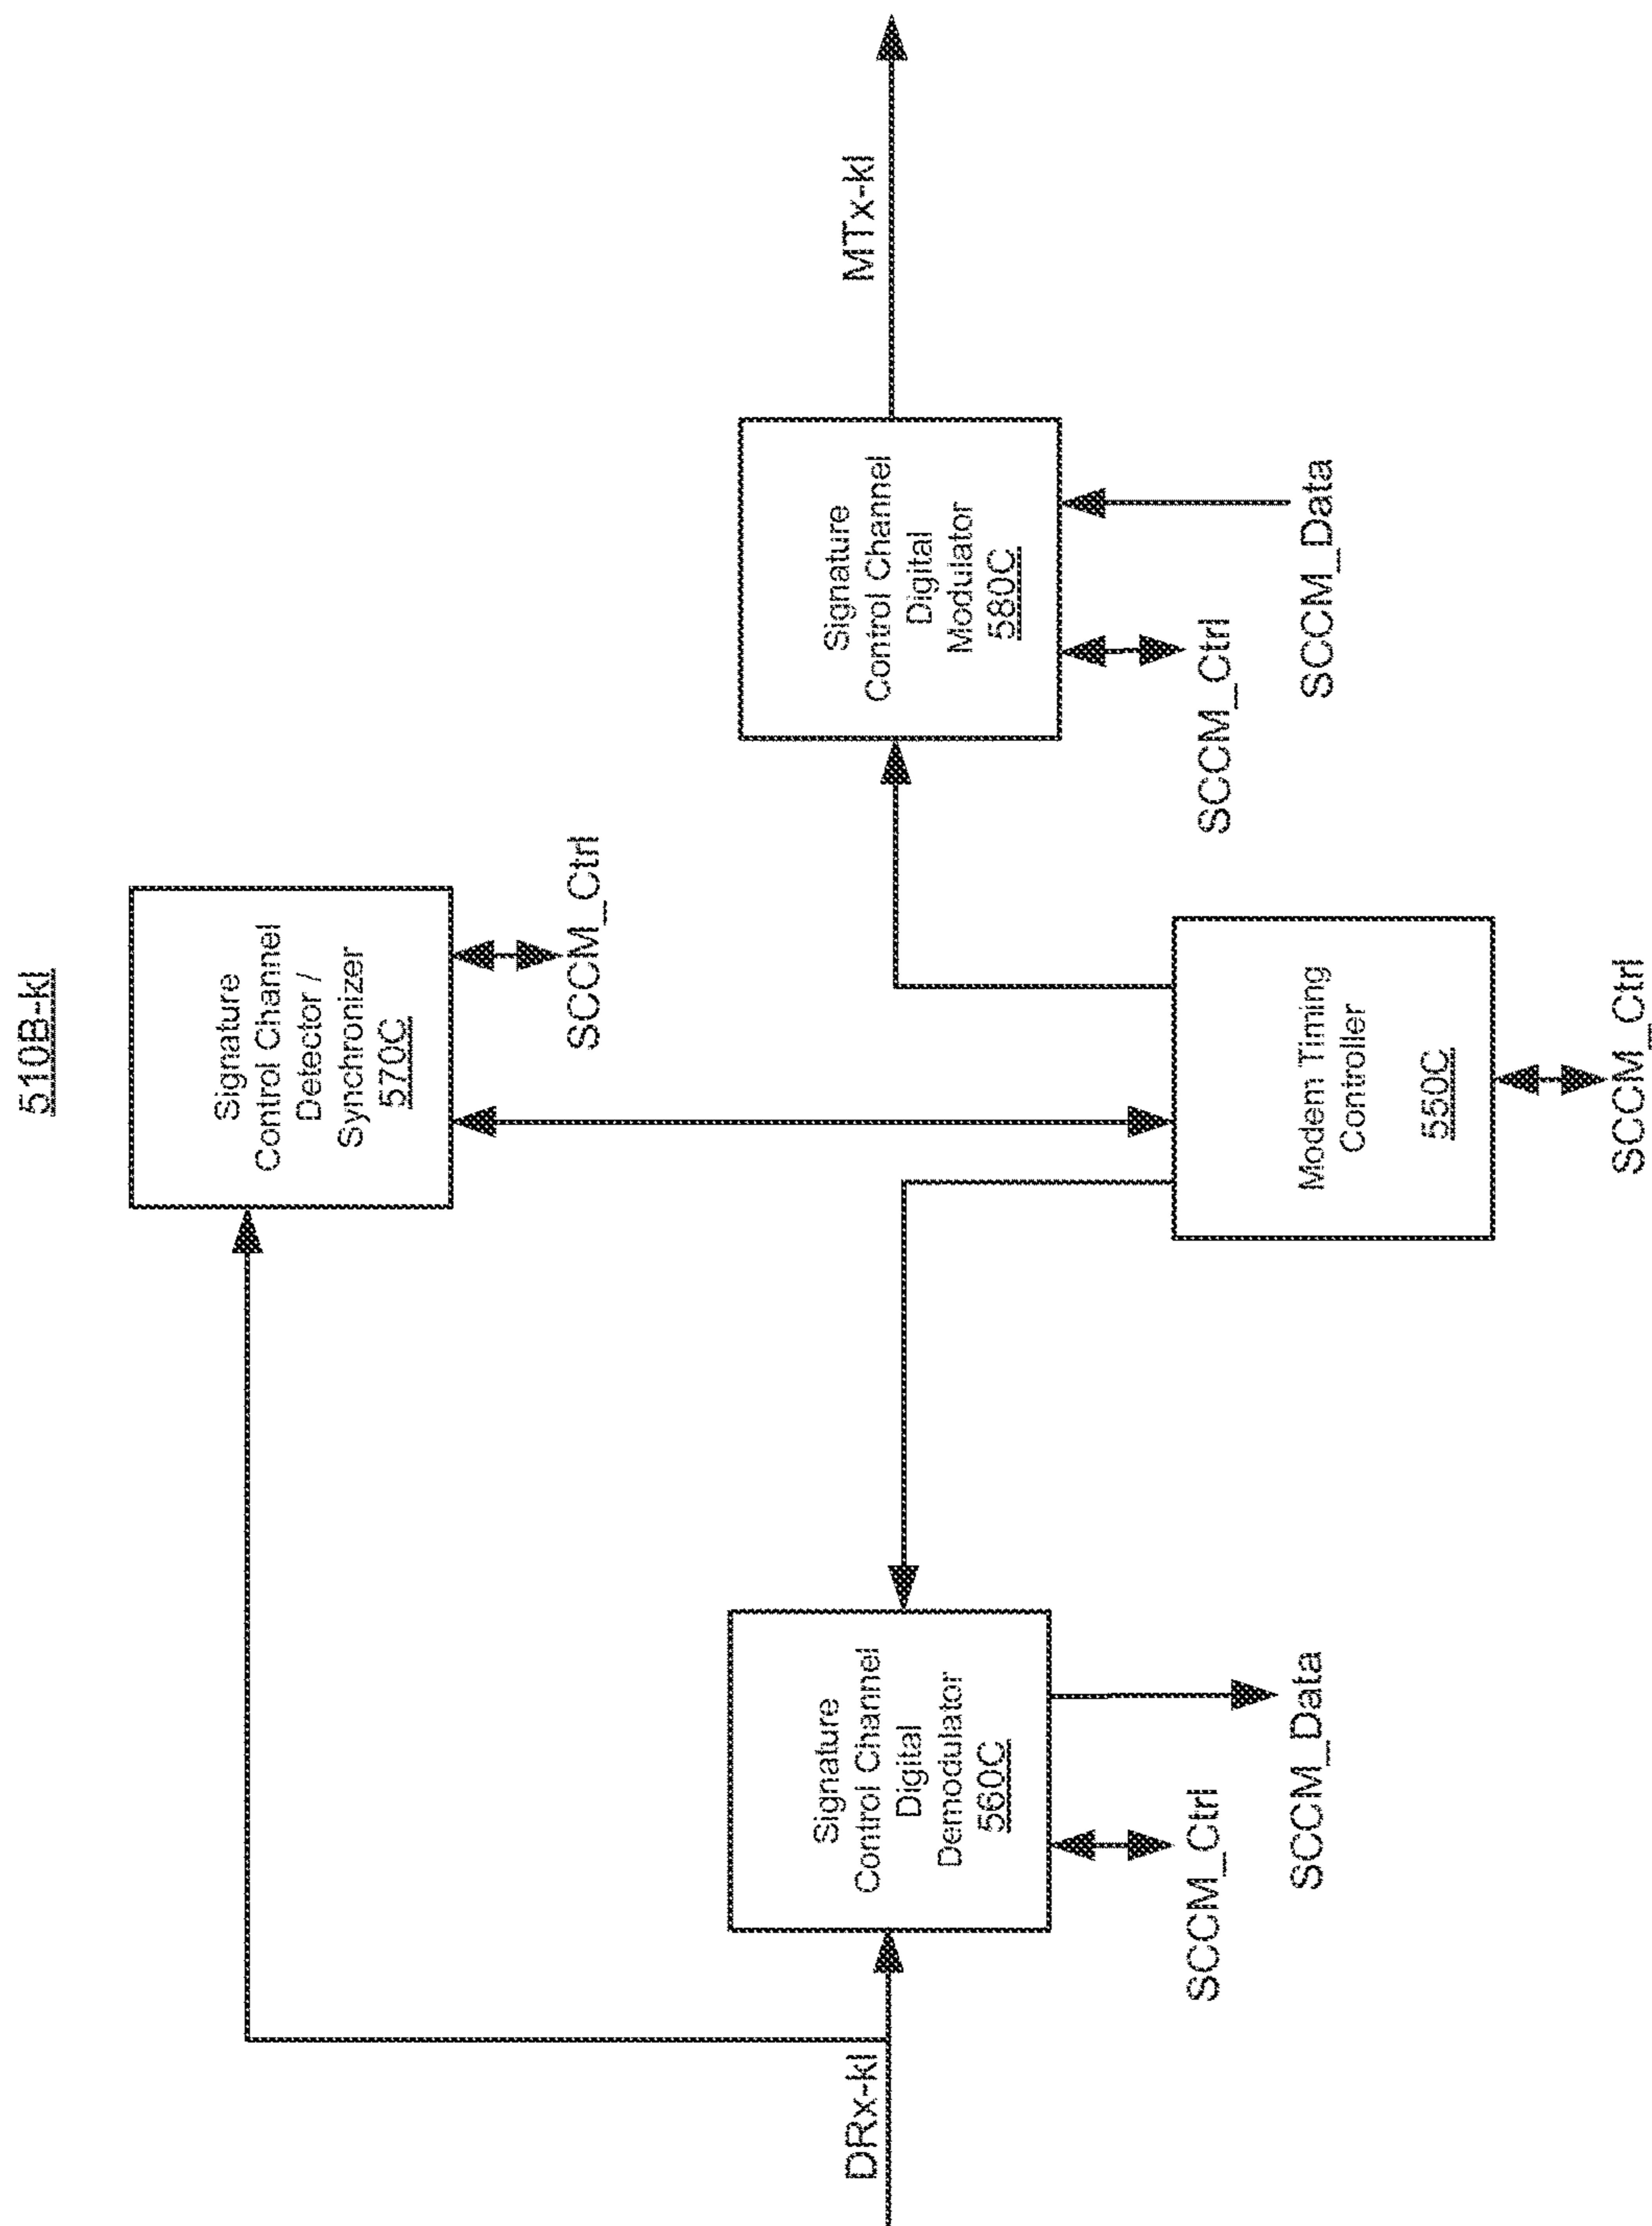 510B-kl
Signature
Control Channel
Detector /
Synchronizer
570C
SCCM_Ctrl
DRx-kl
Signature
Control Channel
Digital
Demodulator
560C
SCCM_Ctrl
SCCM_Data
Signature
Control Channel
Digital
Modulator
580C
MTx-kl
SCCM_Ctrl
SCCM_Data
Modem Timing
Controller
550C
SCCM_Ctrl